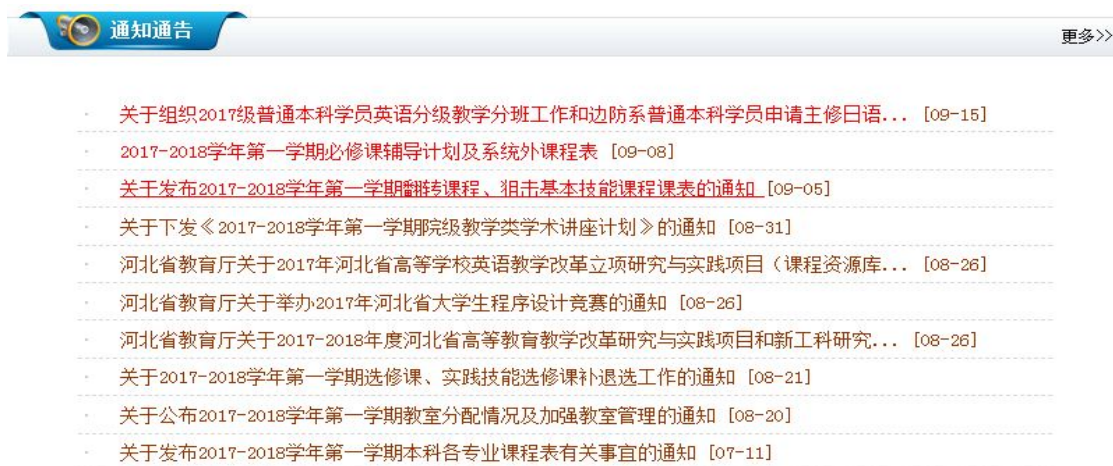 通知通告
更多>>
关于组织2017级普通本科学员英语分级教学分班工作和边防系普通本科学员申请主修日语... [09-15]
2017-2018学年第一学期必修课辅导计划及系统外课程表 [09-08]
关于发布2017-2018学年第一学期翻转课程、狙击基本技能课程课表的通知 [09-05]
关于下发《2017-2018学年第一学期院级教学类学术讲座计划》的通知 [08-31]
河北省教育厅关于2017年河北省高等学校英语教学改革立项研究与实践项目（课程资源库... [08-26]
河北省教育厅关于举办2017年河北省大学生程序设计竞赛的通知 [08-26]
河北省教育厅关于2017-2018年度河北省高等教育教学改革研究与实践项目和新工科研究... [08-26]
关于2017-2018学年第一学期选修课、实践技能选修课补退选工作的通知 [08-21]
关于公布2017-2018学年第一学期教室分配情况及加强教室管理的通知 [08-20]
关于发布2017-2018学年第一学期本科各专业课程表有关事宜的通知 [07-11]